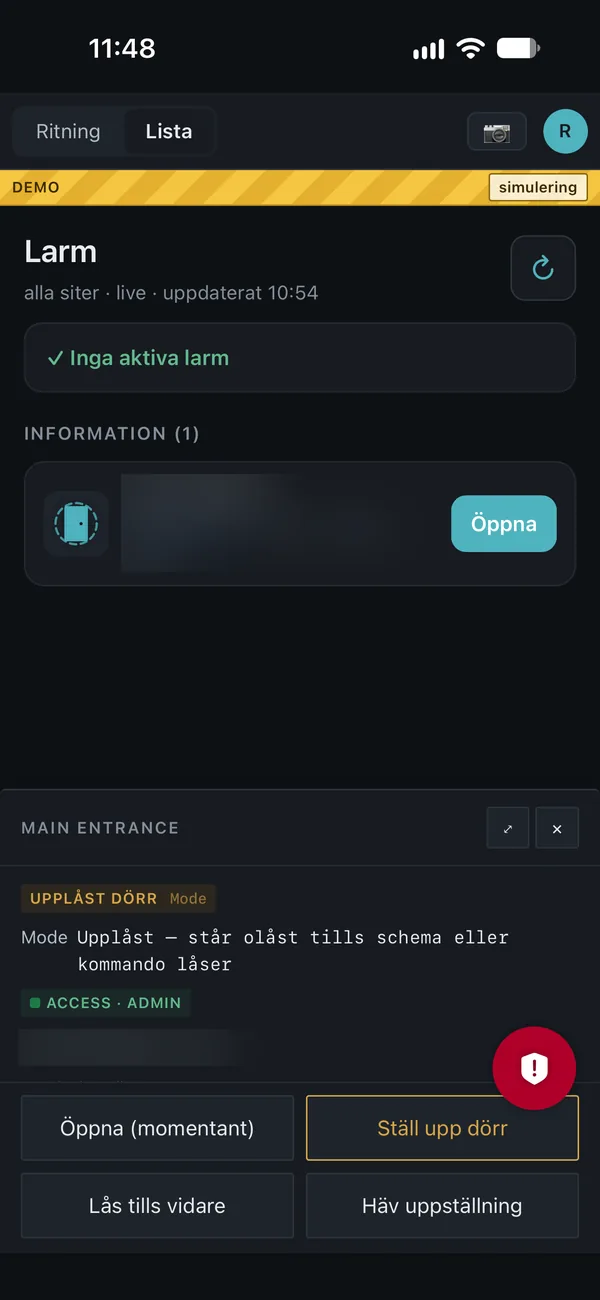 11:48
Ritning Lista R
DEMO simulering
Larm
alla siter · live · uppdaterat 10:54
✓ Inga aktiva larm
INFORMATION (1)
Öppna
MAIN ENTRANCE
UPPLÅST DÖRR Mode
Mode Upplåst — står olåst tills schema eller
kommando låser
ACCESS · ADMIN
Öppna (momentant) Ställ upp dörr
Lås tills vidare Häv uppställning